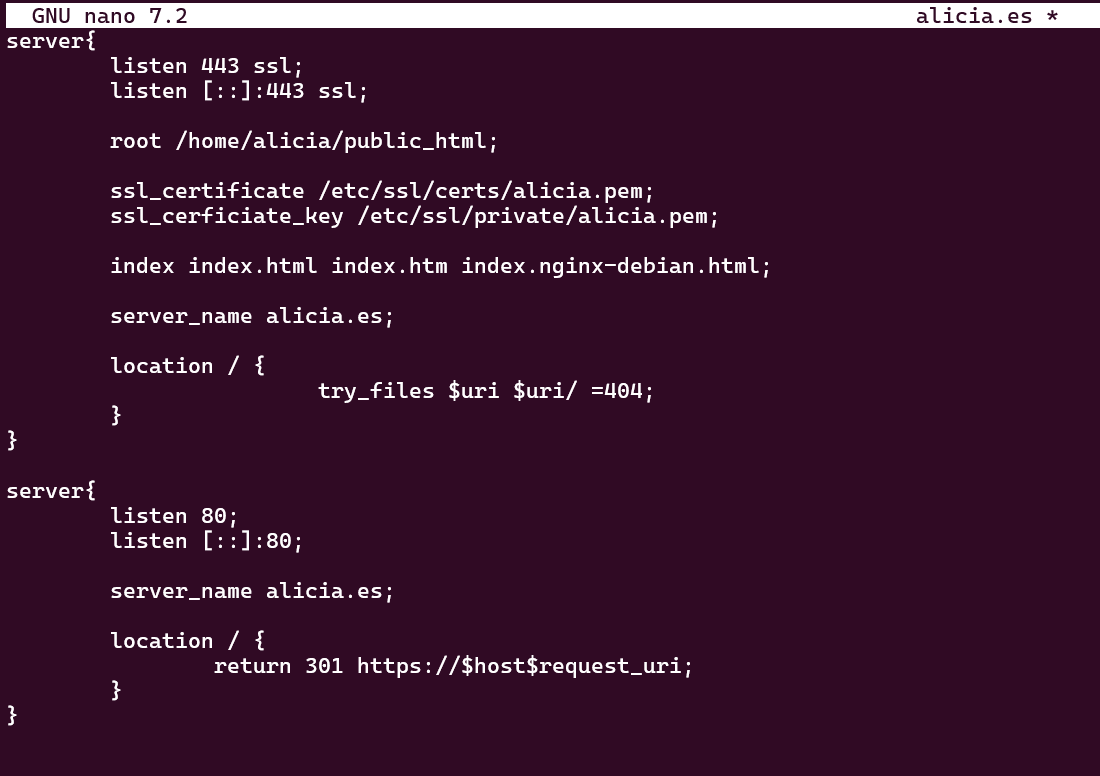 GNU nano 7.2 alicia.es *
server{
listen 443 ssl;
listen [::]:443 ssl;
root /home/alicia/public_html;
ssl_certificate /etc/ssl/certs/alicia.pem;
ssl_cerficiate_key /etc/ssl/private/alicia.pem;
index index.html index.htm index.nginx-debian.html;
server_name alicia.es;
location / {
try_files $uri $uri/ =404;
}
}
server{
listen 80;
listen [::]:80;
server_name alicia.es;
location / {
return 301 https://$host$request_uri;
}
}